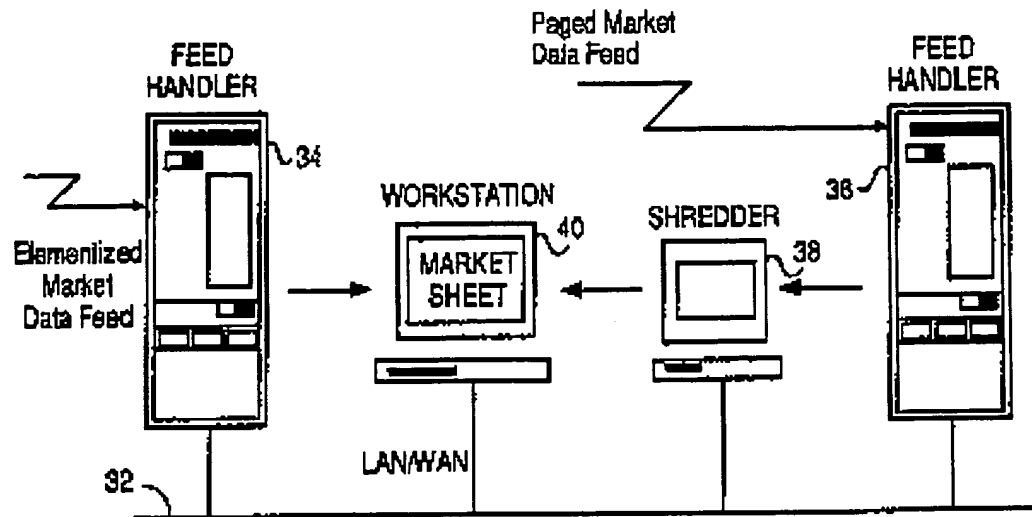 FEED
HANDLER
34
Elementized
Market
Data Feed
WORKSTATION
40
MARKET
SHEET
Paged Market
Data Feed
SHREDDER
38
FEED
HANDLER
36
LAN/WAN
32